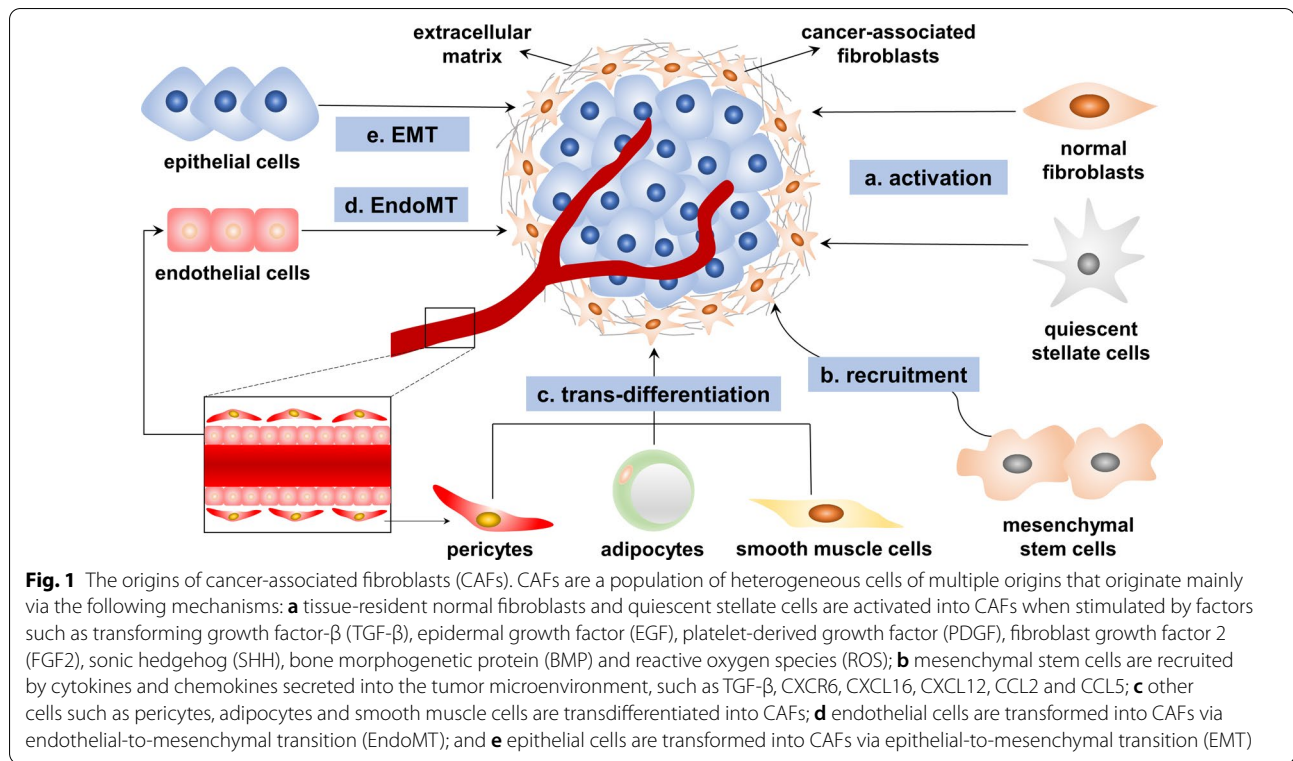 extracellular
matrix
cancer-associated
fibroblasts
epithelial cells
e. EMT
normal
fibroblasts
a. activation
d. EndoMT
endothelial cells
quiescent
stellate cells
b. recruitment
c. trans-differentiation
mesenchymal
stem cells
pericytes
adipocytes
smooth muscle cells
Fig. 1 The origins of cancer-associated fibroblasts (CAFs). CAFs are a population of heterogeneous cells of multiple origins that originate mainly
via the following mechanisms: a tissue-resident normal fibroblasts and quiescent stellate cells are activated into CAFs when stimulated by factors
such as transforming growth factor-β (TGF-β), epidermal growth factor (EGF), platelet-derived growth factor (PDGF), fibroblast growth factor 2
(FGF2), sonic hedgehog (SHH), bone morphogenetic protein (BMP) and reactive oxygen species (ROS); b mesenchymal stem cells are recruited
by cytokines and chemokines secreted into the tumor microenvironment, such as TGF-β, CXCR6, CXCL16, CXCL12, CCL2 and CCL5; c other
cells such as pericytes, adipocytes and smooth muscle cells are transdifferentiated into CAFs; d endothelial cells are transformed into CAFs via
endothelial-to-mesenchymal transition (EndoMT); and e epithelial cells are transformed into CAFs via epithelial-to-mesenchymal transition (EMT)